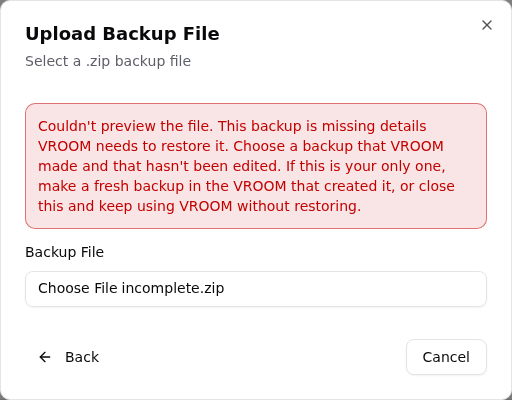 Upload Backup File
Select a .zip backup file
Couldn't preview the file. This backup is missing details
VROOM needs to restore it. Choose a backup that VROOM
made and that hasn't been edited. If this is your only one,
make a fresh backup in the VROOM that created it, or close
this and keep using VROOM without restoring.
Backup File
Choose File incomplete.zip
Back
Cancel